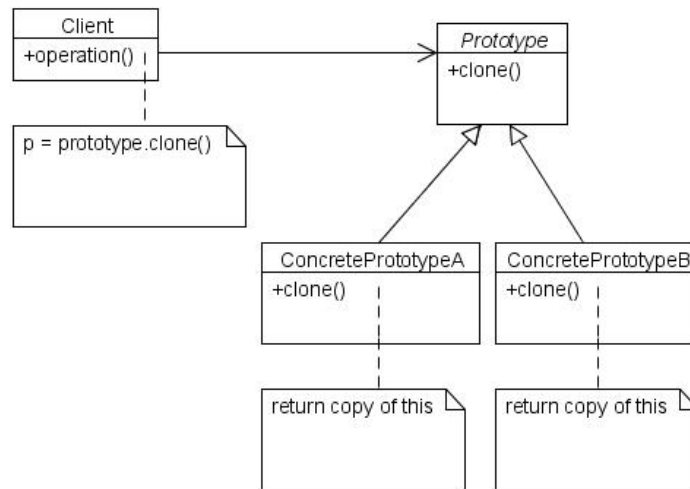 Client
+operation()
Prototype
+clone()
p = prototype.clone()
ConcretePrototypeA
+clone()
ConcretePrototypeB
+clone()
return copy of this
return copy of this